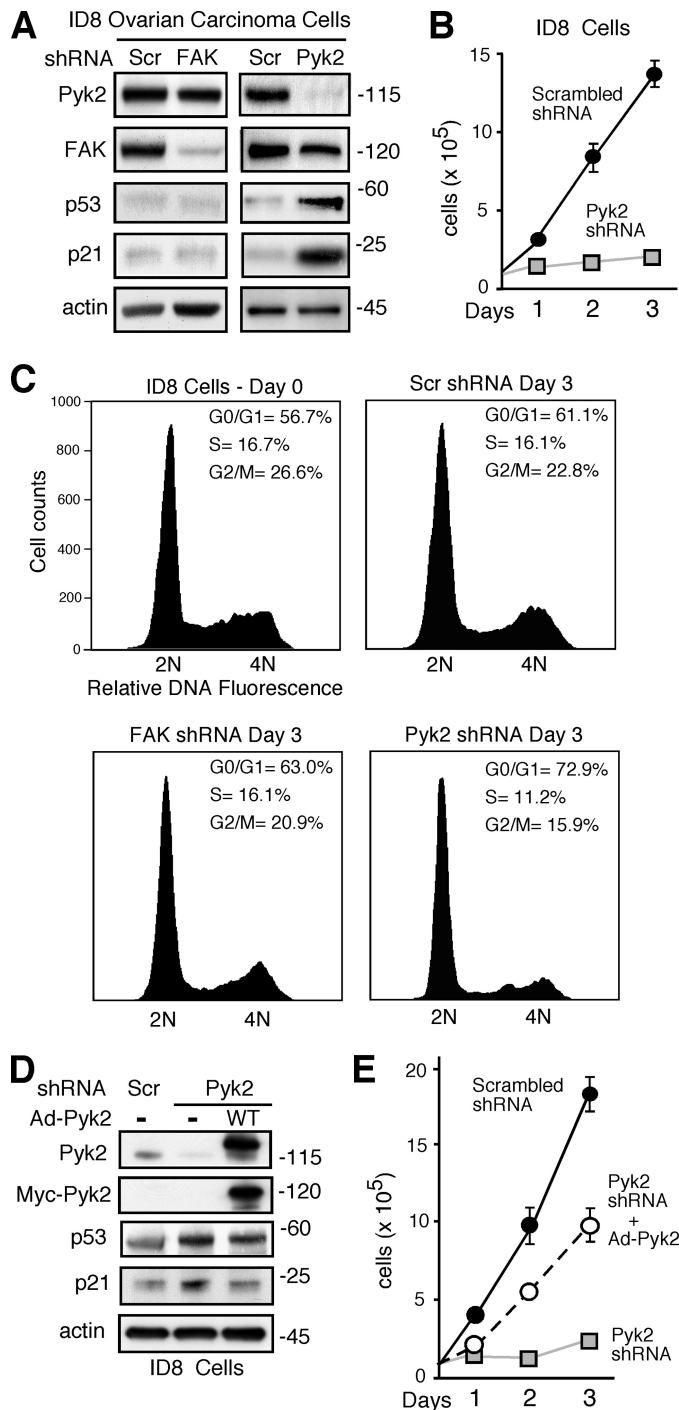 A
ID8 Ovarian Carcinoma Cells
shRNA Scr FAK Scr Pyk2
Pyk2 -115
FAK -120
p53 -60
p21 -25
actin -45
B
ID8 Cells
cells (x 10⁵)
15
10
5
0
Scrambled
shRNA
Pyk2
shRNA
Days 1 2 3
C
ID8 Cells - Day 0
Cell counts
1000
800
600
400
200
0
G0/G1= 56.7%
S= 16.7%
G2/M= 26.6%
2N 4N
Relative DNA Fluorescence
Scr shRNA Day 3
G0/G1= 61.1%
S= 16.1%
G2/M= 22.8%
2N 4N
FAK shRNA Day 3
G0/G1= 63.0%
S= 16.1%
G2/M= 20.9%
2N 4N
Pyk2 shRNA Day 3
G0/G1= 72.9%
S= 11.2%
G2/M= 15.9%
2N 4N
D
shRNA Scr Pyk2
Ad-Pyk2 - - WT
Pyk2 -115
Myc-Pyk2 -120
p53 -60
p21 -25
actin -45
ID8 Cells
E
cells (x 10⁵)
20
15
10
5
0
Scrambled
shRNA
Pyk2
shRNA
+
Ad-Pyk2
Pyk2
shRNA
Days 1 2 3